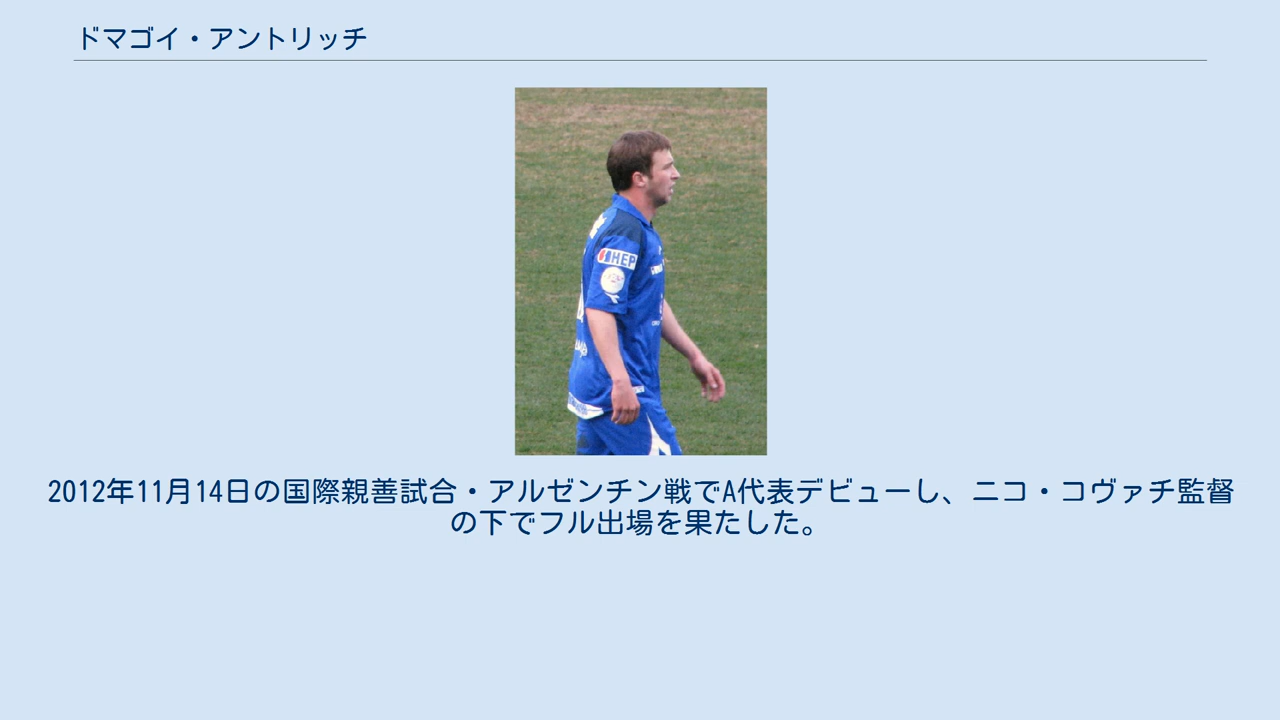 ドマゴイ・アントリッチ
HEP
2012年11月14日の国際親善試合・アルゼンチン戦でA代表デビューし、ニコ・コヴァチ監督
の下でフル出場を果たした。